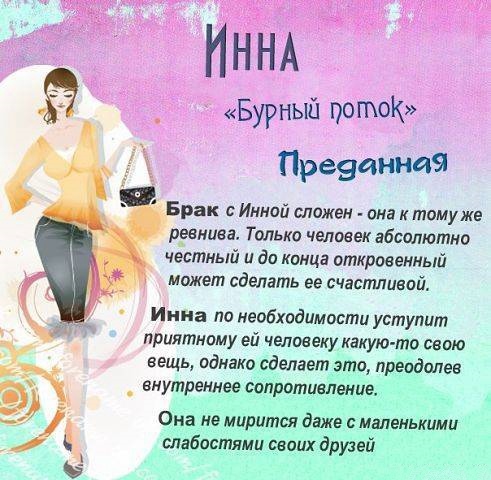 Инна
«Бурный поток»
Преданная
Брак с Инной сложен - она к тому же
ревнива. Только человек абсолютно
честный и до конца откровенный
может сделать ее счастливой.
Инна по необходимости уступит
приятному ей человеку какую-то свою
вещь, однако сделает это, преодолев
внутреннее сопротивление.
Она не мирится даже с маленькими
слабостями своих друзей